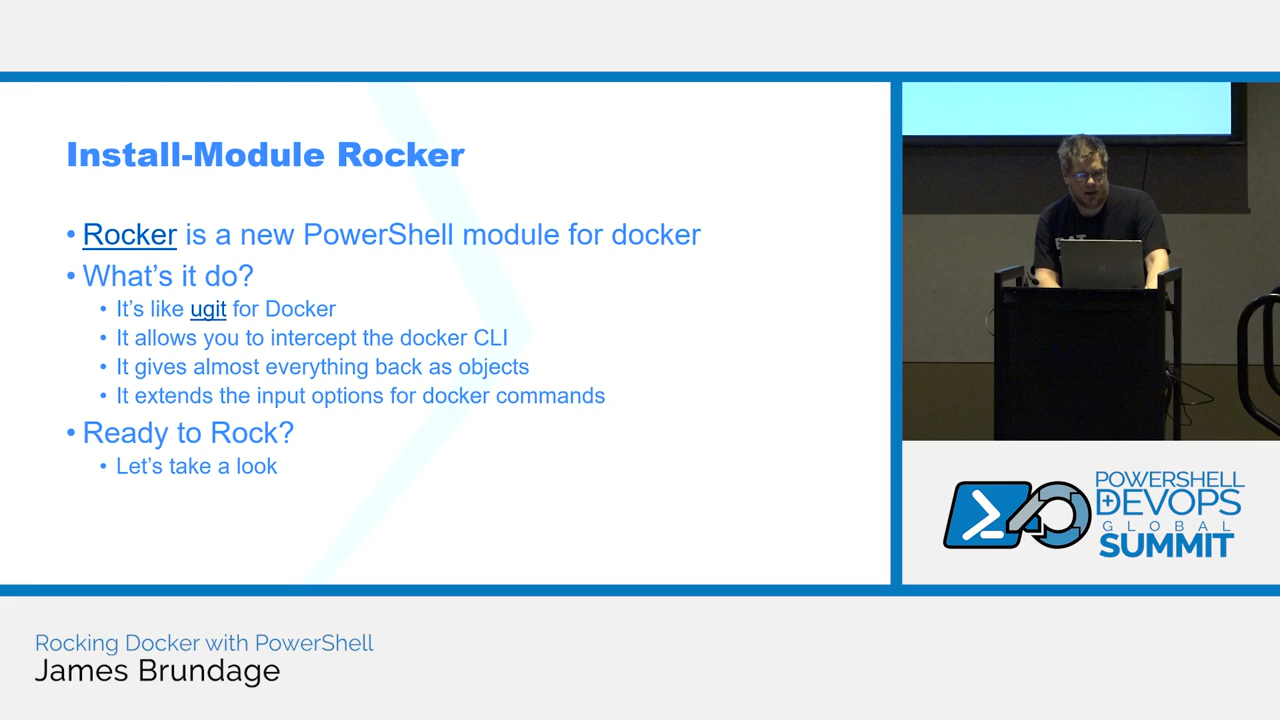 Install-Module Rocker
• Rocker is a new PowerShell module for docker
• What's it do?
• It's like ugit for Docker
• It allows you to intercept the docker CLI
• It gives almost everything back as objects
• It extends the input options for docker commands
• Ready to Rock?
• Let's take a look
POWERSHELL
+DEVOPS
GLOBAL
SUMMIT
Rocking Docker with PowerShell
James Brundage